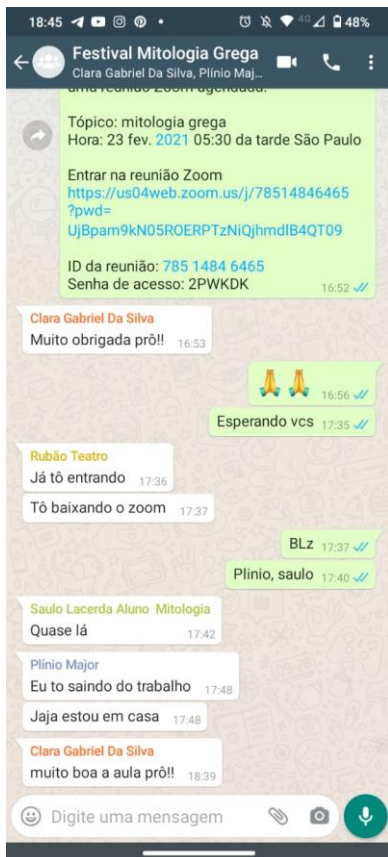 18:45
4G
48%
Festival Mitologia Grega
Clara Gabriel Da Silva, Plínio Maj...
uma reunião Zoom agendada.
Tópico: mitologia grega
Hora: 23 fev. 2021 05:30 da tarde São Paulo
Entrar na reunião Zoom
https://us04web.zoom.us/j/78514846465
?pwd=
UjBpam9kN05ROERPTzNiQjhmdlB4QT09
ID da reunião: 785 1484 6465
Senha de acesso: 2PWKDK
16:52
Clara Gabriel Da Silva
Muito obrigada prô!! 16:53
16:56
Esperando vcs 17:35
Rubão Teatro
Já tô entrando 17:36
Tô baixando o zoom 17:37
BLz 17:37
Plinio, saulo 17:40
Saulo Lacerda Aluno Mitologia
Quase lá 17:42
Plínio Major
Eu to saindo do trabalho 17:48
Jaja estou em casa 17:48
Clara Gabriel Da Silva
muito boa a aula prô!! 18:39
Digite uma mensagem